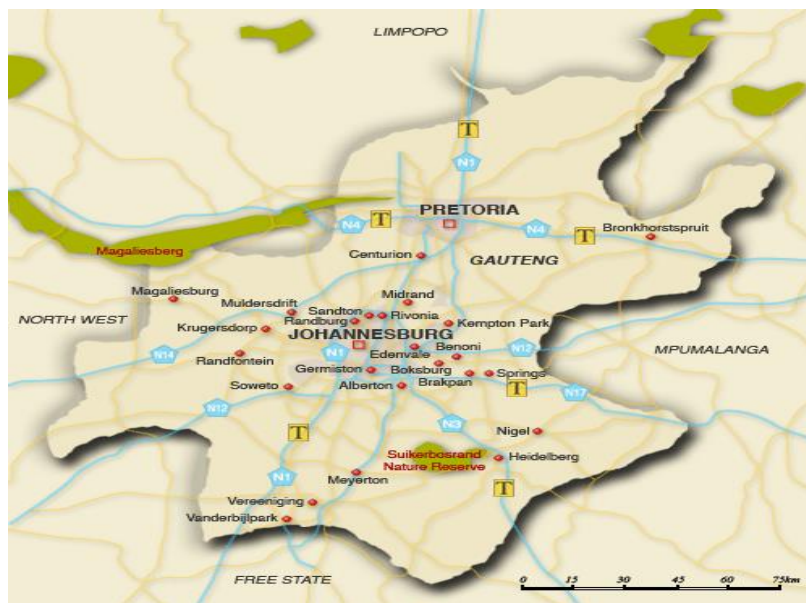 LIMPOPO
T
N1
PRETORIA
T
N4
N4
T
Bronkhorstspruit
Magaliesberg
Centurion
GAUTENG
Magaliesburg
Midrand
Muldersdrift
Sandton
Rivonia
NORTH WEST
Randburg
Kempton Park
Krugersdorp
JOHANNESBURG
Benoni
N12
MPUMALANGA
N14
Randfontein
N1
Edenvale
Germiston
Boksburg
Springs
Soweto
Alberton
Brakpan
T
N17
N12
N3
T
Nigel
Suikerbosrand
Nature Reserve
Heidelberg
N1
Meyerton
T
Vereeniging
Vanderbijlpark
FREE STATE
0 15 30 45 60 75km